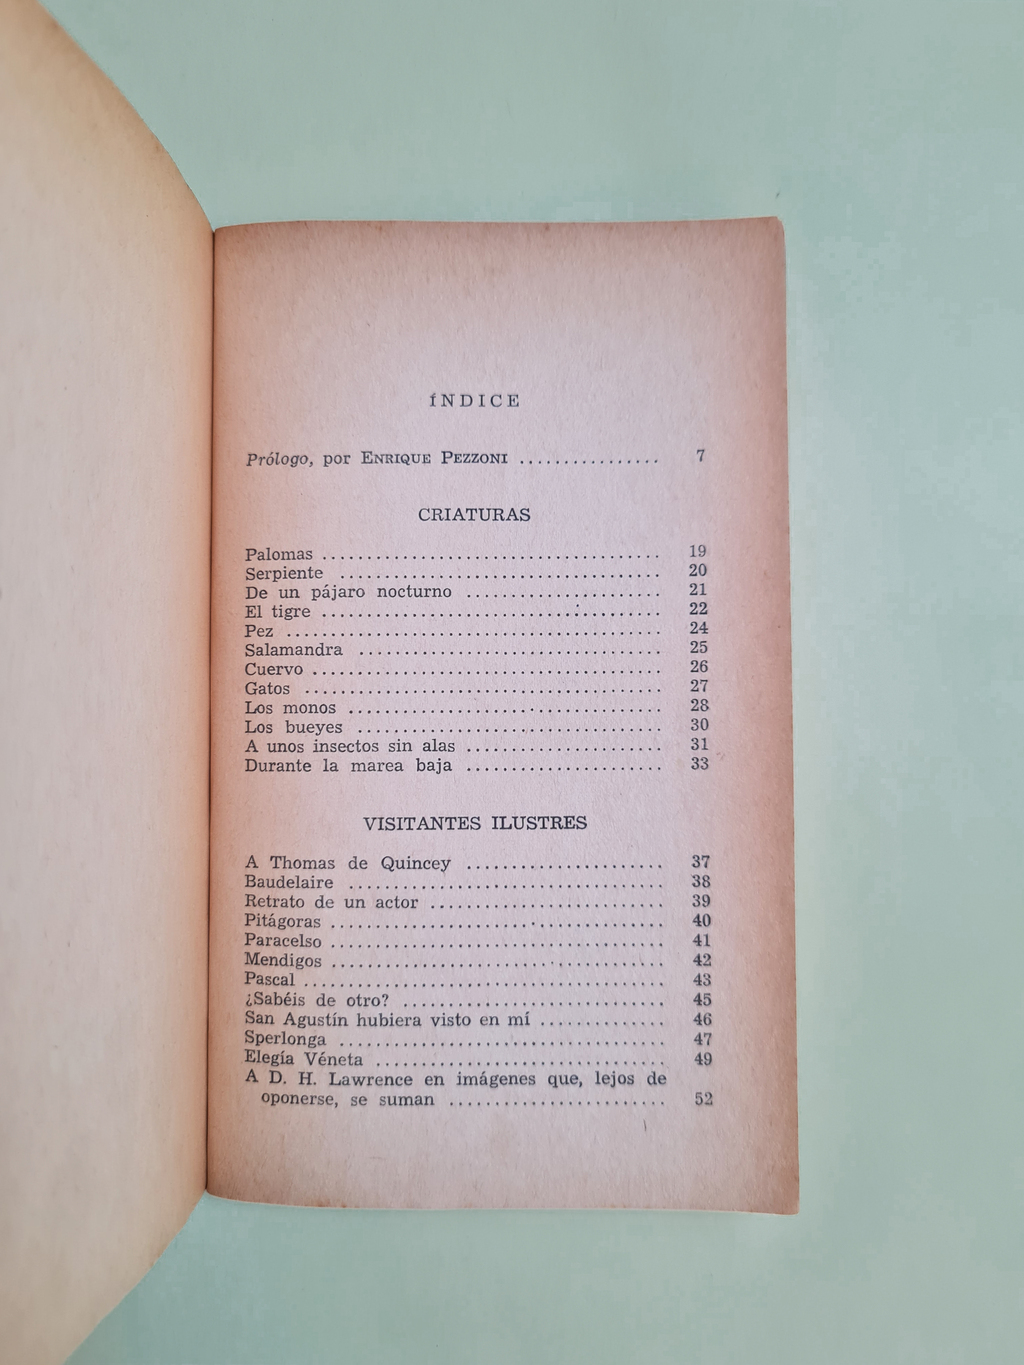 ÍNDICE
Prólogo, por ENRIQUE PEZZONI ................ 7
CRIATURAS
Palomas ...................................... 19
Serpiente .................................... 20
De un pájaro nocturno ...................... 21
El tigre ...................................... 22
Pez .......................................... 24
Salamandra .................................. 25
Cuervo ....................................... 26
Gatos ........................................ 27
Los monos ................................... 28
Los bueyes .................................. 30
A unos insectos sin alas ...................... 31
Durante la marea baja ...................... 33
VISITANTES ILUSTRES
A Thomas de Quincey ...................... 37
Baudelaire ................................... 38
Retrato de un actor .......................... 39
Pitágoras ..................................... 40
Paracelso ..................................... 41
Mendigos ..................................... 42
Pascal ........................................ 43
¿Sabéis de otro? ............................. 45
San Agustín hubiera visto en mí .............. 46
Sperlonga .................................... 47
Elegía Véneta ................................ 49
A D. H. Lawrence en imágenes que, lejos de
oponerse, se suman ........................ 52